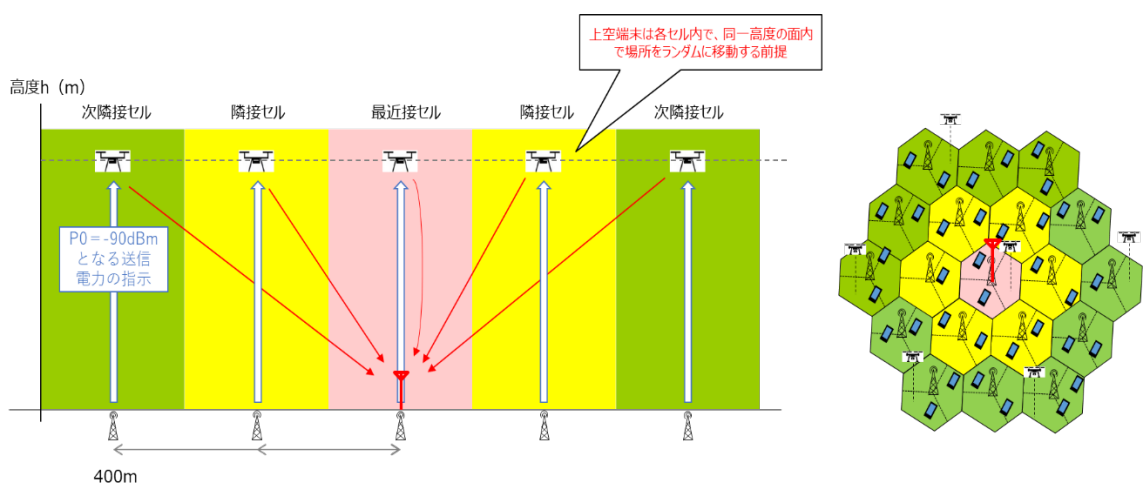 上空端末は各セル内で、同一高度の面内
で場所をランダムに移動する前提
高度h（m）
次隣接セル
隣接セル
最近接セル
隣接セル
次隣接セル
P0＝-90dBm
となる送信
電力の指示
400m